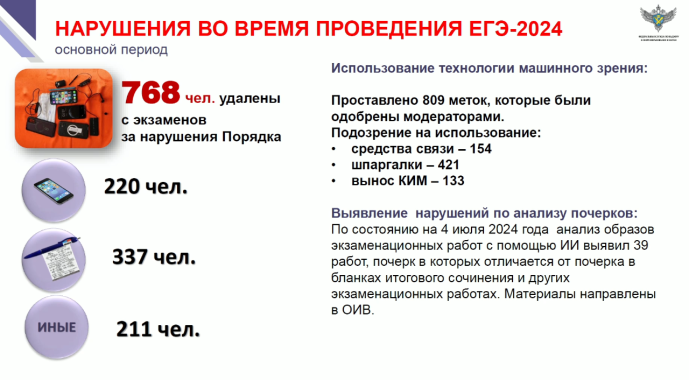 НАРУШЕНИЯ ВО ВРЕМЯ ПРОВЕДЕНИЯ ЕГЭ-2024
основной период
768 чел. удалены
с экзаменов
за нарушения Порядка
220 чел.
337 чел.
ИНЫЕ
211 чел.
Использование технологии машинного зрения:
Проставлено 809 меток, которые были
одобрены модераторами.
Подозрение на использование:
• средства связи – 154
• шпаргалки – 421
• вынос КИМ – 133
Выявление нарушений по анализу почерков:
По состоянию на 4 июля 2024 года анализ образов
экзаменационных работ с помощью ИИ выявил 39
работ, почерк в которых отличается от почерка в
бланках итогового сочинения и других
экзаменационных работах. Материалы направлены
в ОИВ.